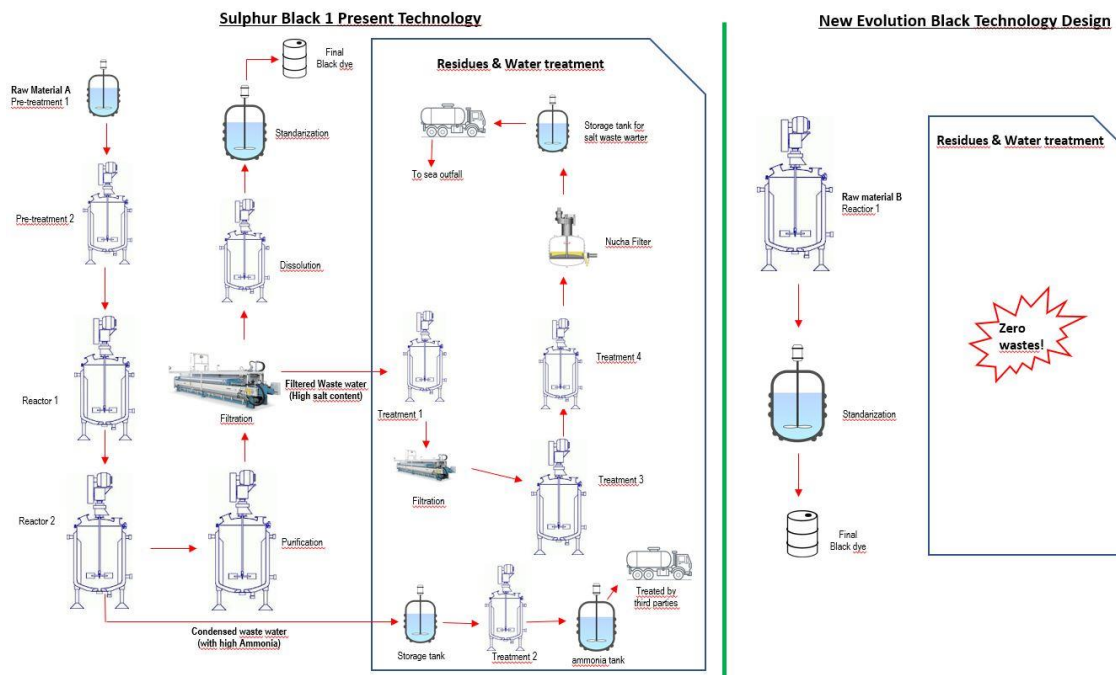 Sulphur Black 1 Present Technology
Raw Material A
Pre-treatment 1
Pre-treatment 2
Reactor 1
Reactor 2
Purification
Filtration
Dissolution
Standarization
Final
Black dye
Residues & Water treatment
Filtered Waste water
(High salt content)
Treatment 1
Filtration
Treatment 3
Treatment 4
Nucha Filter
Storage tank for
salt waste warter
To sea outfall
Condensed waste water
(with high Ammonia)
Storage tank
Treatment 2
ammonia tank
Treated by
third parties
New Evolution Black Technology Design
Raw material B
Reactior 1
Standarization
Final
Black dye
Residues & Water treatment
Zero
wastes!